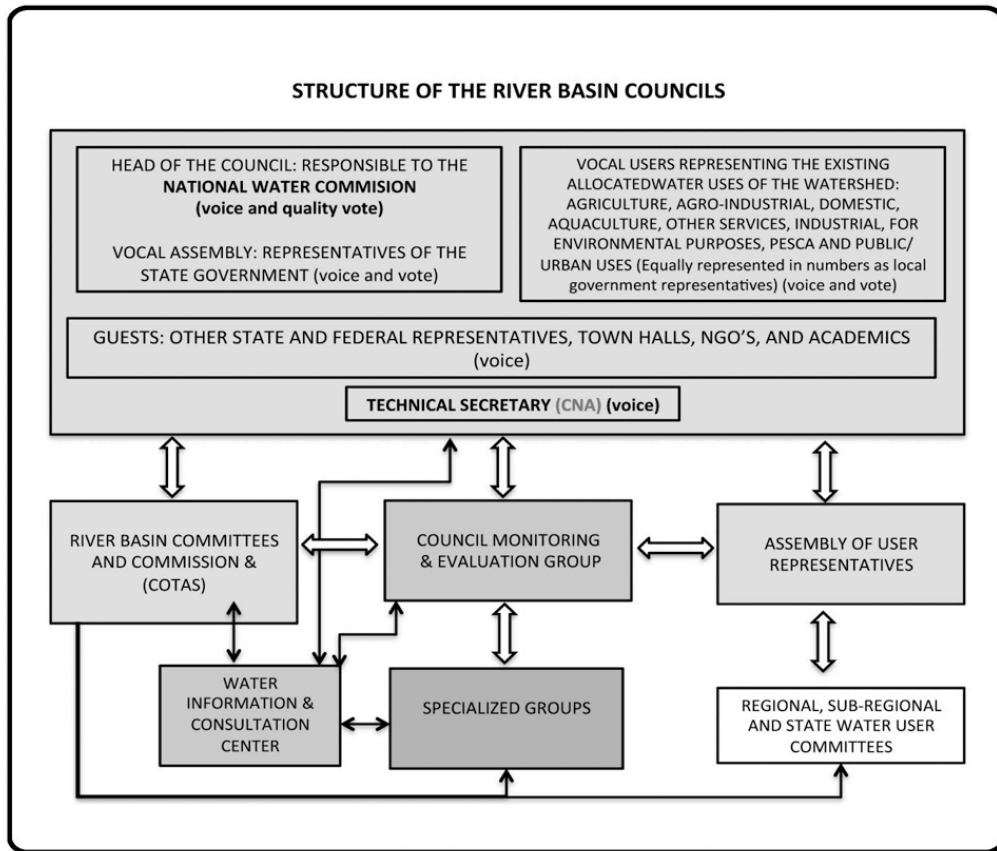 STRUCTURE OF THE RIVER BASIN COUNCILS
HEAD OF THE COUNCIL: RESPONSIBLE TO THE
NATIONAL WATER COMMISION
(voice and quality vote)
VOCAL ASSEMBLY: REPRESENTATIVES OF THE
STATE GOVERNMENT (voice and vote)
VOCAL USERS REPRESENTING THE EXISTING
ALLOCATEDWATER USES OF THE WATERSHED:
AGRICULTURE, AGRO-INDUSTRIAL, DOMESTIC,
AQUACULTURE, OTHER SERVICES, INDUSTRIAL, FOR
ENVIRONMENTAL PURPOSES, PESCA AND PUBLIC/
URBAN USES (Equally represented in numbers as local
government representatives) (voice and vote)
GUESTS: OTHER STATE AND FEDERAL REPRESENTATIVES, TOWN HALLS, NGO'S, AND ACADEMICS
(voice)
TECHNICAL SECRETARY (CNA) (voice)
RIVER BASIN COMMITTEES
AND COMMISSION &
(COTAS)
COUNCIL MONITORING
& EVALUATION GROUP
ASSEMBLY OF USER
REPRESENTATIVES
WATER
INFORMATION &
CONSULTATION
CENTER
SPECIALIZED GROUPS
REGIONAL, SUB-REGIONAL
AND STATE WATER USER
COMMITTEES